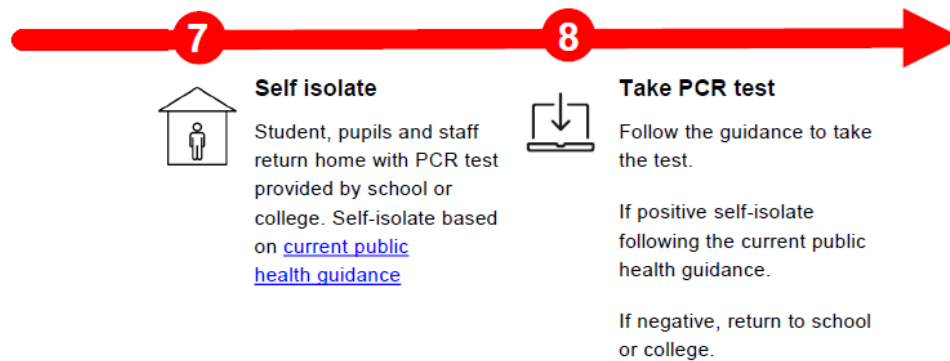 7
8
Self isolate
Student, pupils and staff
return home with PCR test
provided by school or
college. Self-isolate based
on current public
health guidance
Take PCR test
Follow the guidance to take
the test.
If positive self-isolate
following the current public
health guidance.
If negative, return to school
or college.